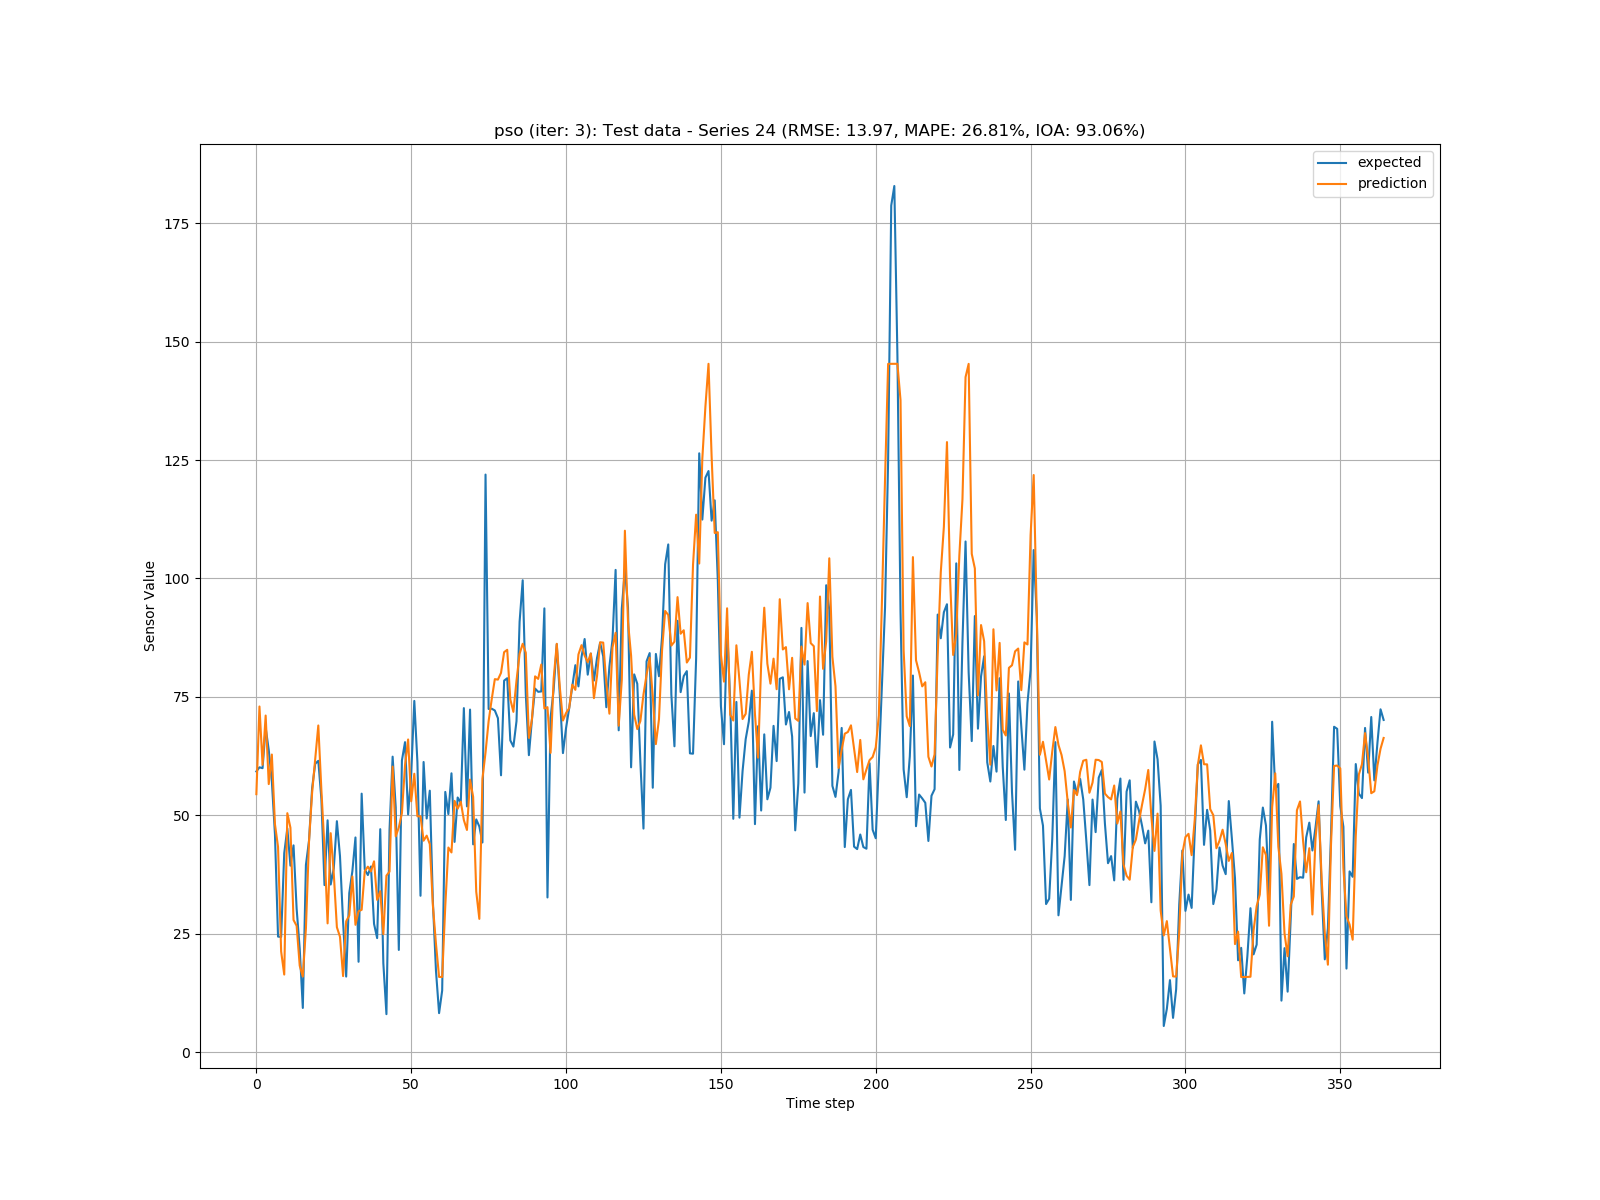 pso (iter: 3): Test data - Series 24 (RMSE: 13.97, MAPE: 26.81%, IOA: 93.06%)
expected
prediction
175
150
125
100
75
50
25
0
Sensor Value
0 50 100 150 200 250 300 350
Time step